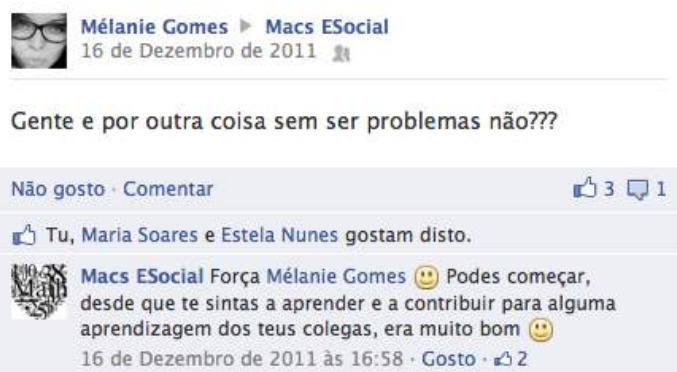 Mélanie Gomes ▶ Macs ESocial
16 de Dezembro de 2011
Gente e por outra coisa sem ser problemas não???
Não gosto · Comentar 3 1
Tu, Maria Soares e Estela Nunes gostam disto.
Macs ESocial Força Mélanie Gomes 🙂 Podes começar,
desde que te sintas a aprender e a contribuir para alguma
aprendizagem dos teus colegas, era muito bom 🙂
16 de Dezembro de 2011 às 16:58 · Gosto · 2